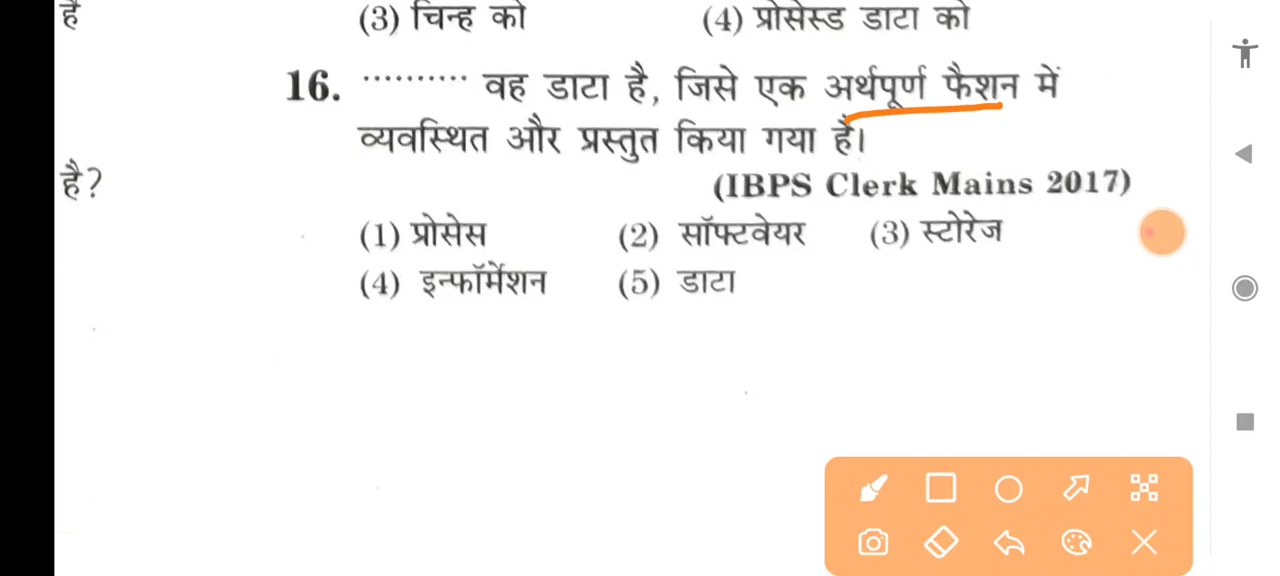 है (3) चिन्ह को (4) प्रोसेस्ड डाटा को
16. .......... वह डाटा है, जिसे एक अर्थपूर्ण फैशन में
व्यवस्थित और प्रस्तुत किया गया है।
है? (IBPS Clerk Mains 2017)
(1) प्रोसेस (2) सॉफ्टवेयर (3) स्टोरेज
(4) इन्फॉर्मेशन (5) डाटा